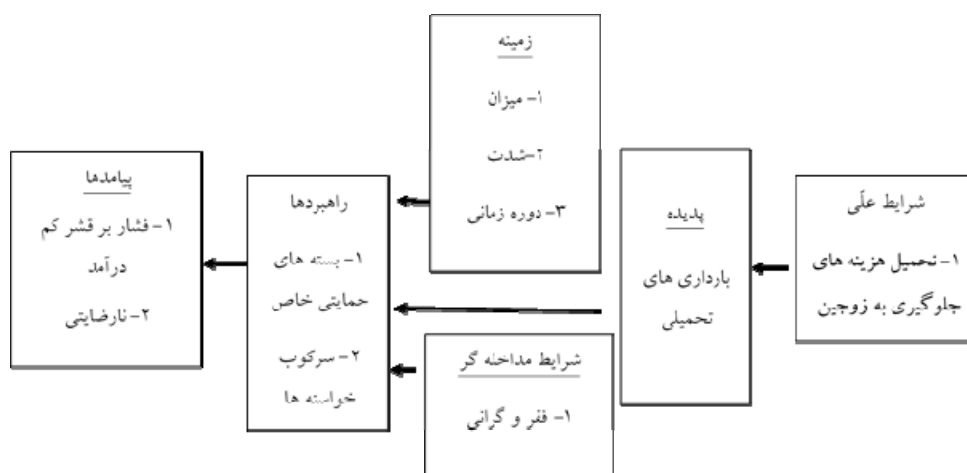 زمینه
۱- میزان
۲-شدت
۳- دوره زمانی
شرایط علّی
۱- تحمیل هزینه های
جلوگیری به زوجین
پدیده
بارداری های
تحمیلی
شرایط مداخله گر
۱- فقر و گرانی
راهبردها
۱- بسته های
حمایتی خاص
۲- سرکوب
خواسته ها
پیامدها
۱- فشار بر قشر کم
درآمد
۲- نارضایتی